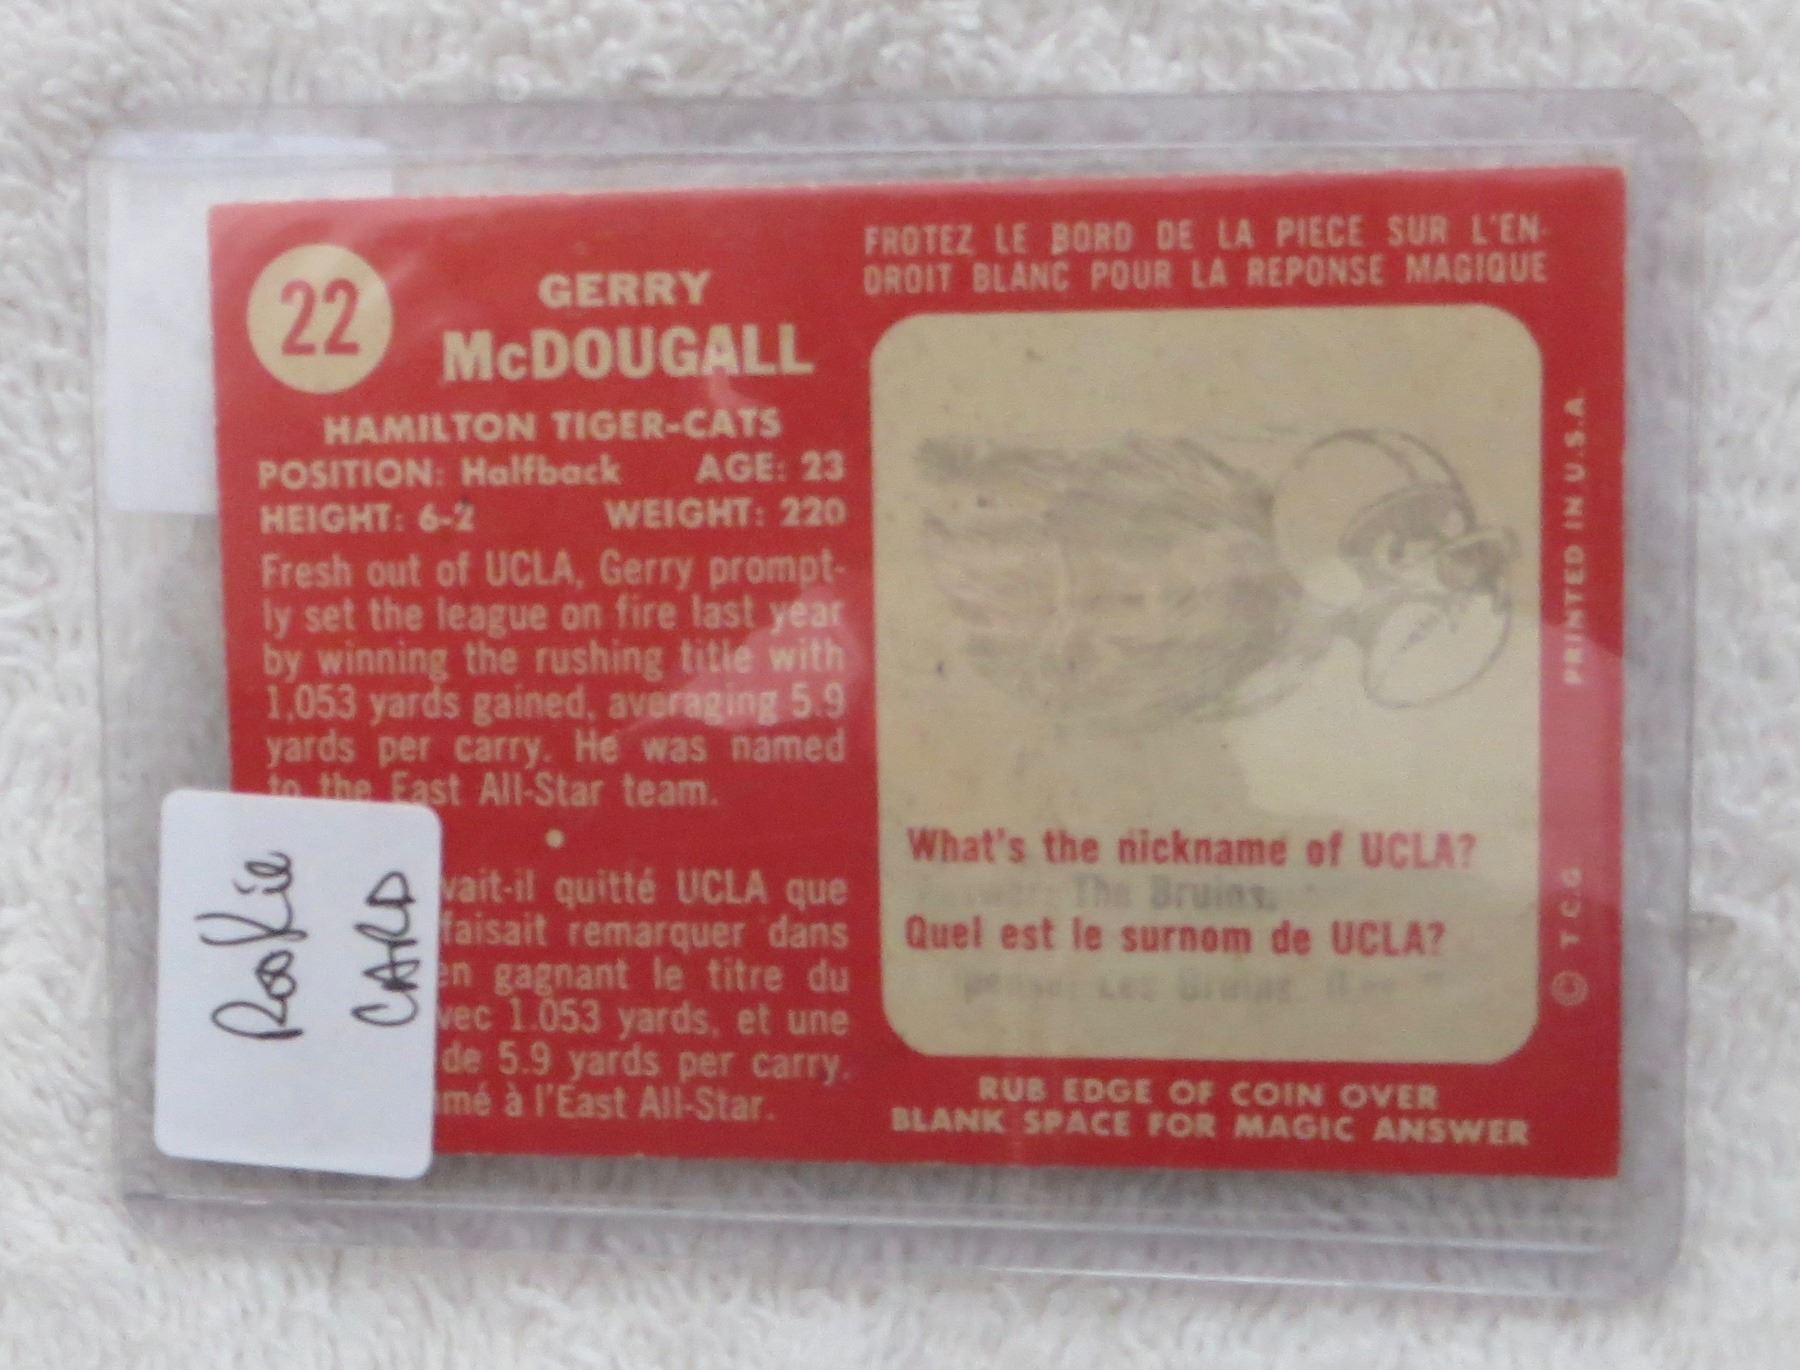 22
GERRY
McDOUGALL
HAMILTON TIGER-CATS
POSITION: Halfback AGE: 23
HEIGHT: 6-2 WEIGHT: 220
Fresh out of UCLA, Gerry prompt-
ly set the league on fire last year
by winning the rushing title with
1,053 yards gained, averaging 5.9
yards per carry. He was named
to the East All-Star team.
vait-il quitté UCLA que
faisait remarquer dans
en gagnant le titre du
vec 1.053 yards, et une
de 5.9 yards per carry.
mé à l'East All-Star.
Rookie
CARD
FROTEZ LE BORD DE LA PIECE SUR L'EN-
DROIT BLANC POUR LA REPONSE MAGIQUE
What's the nickname of UCLA?
The Bruins.
Quel est le surnom de UCLA?
Les Bruins.
RUB EDGE OF COIN OVER
BLANK SPACE FOR MAGIC ANSWER
© T.C.G. PRINTED IN U.S.A.